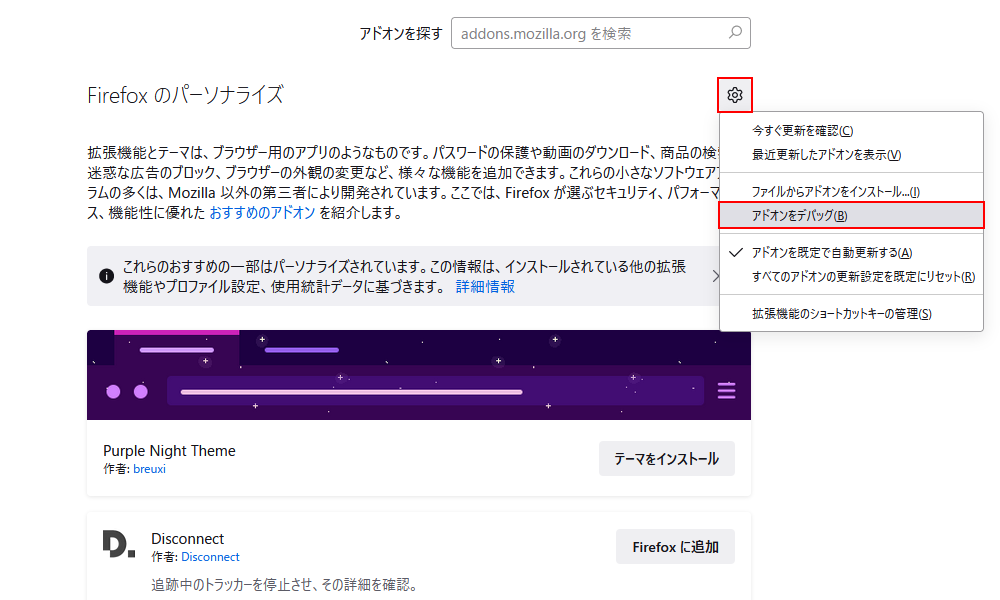 アドオンを探す
addons.mozilla.org を検索
Firefox のパーソナライズ
今すぐ更新を確認(C)
最近更新したアドオンを表示(V)
ファイルからアドオンをインストール...(I)
アドオンをデバッグ(B)
アドオンを既定で自動更新する(A)
すべてのアドオンの更新設定を既定にリセット(R)
拡張機能のショートカットキーの管理(S)
拡張機能とテーマは、ブラウザー用のアプリのようなものです。パスワードの保護や動画のダウンロード、商品の検
迷惑な広告のブロック、ブラウザーの外観の変更など、様々な機能を追加できます。これらの小さなソフトウェア
ラムの多くは、Mozilla 以外の第三者により開発されています。ここでは、Firefox が選ぶセキュリティ、パフォーマ
ス、機能性に優れた おすすめのアドオン を紹介します。
これらのおすすめの一部はパーソナライズされています。この情報は、インストールされている他の拡張
機能やプロファイル設定、使用統計データに基づきます。 詳細情報
Purple Night Theme
作者: breuxi
テーマをインストール
D.
Disconnect
作者: Disconnect
Firefox に追加
追跡中のトラッカーを停止させ、その詳細を確認。